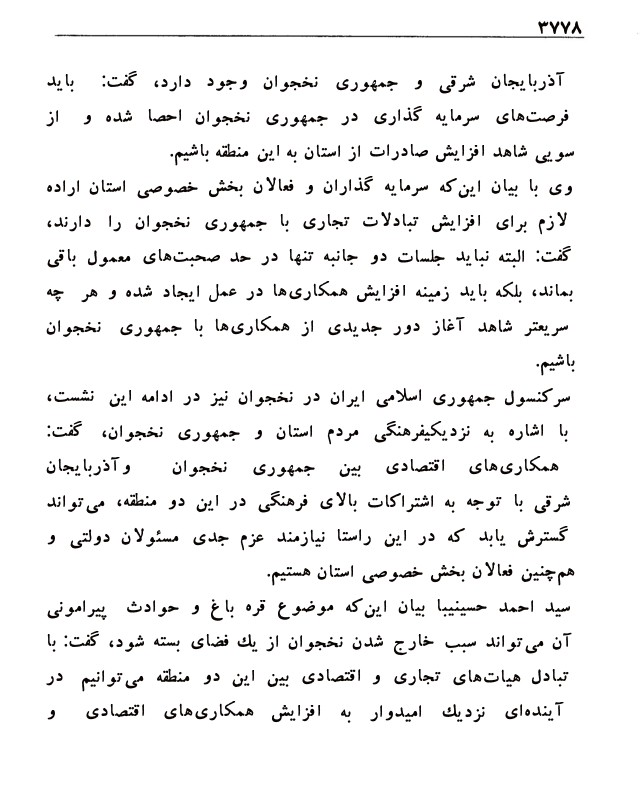 ۳۷۷۸
آذربایجان شرقی و جمهوری نخجوان وجود دارد، گفت: باید
فرصت‌های سرمایه گذاری در جمهوری نخجوان احصا شده و از
سویی شاهد افزایش صادرات از استان به این منطقه باشیم.
وی با بیان این‌که سرمایه گذاران و فعالان بخش خصوصی استان اراده
لازم برای افزایش تبادلات تجاری با جمهوری نخجوان را دارند،
گفت: البته نباید جلسات دو جانبه تنها در حد صحبت‌های معمول باقی
بماند، بلکه باید زمینه افزایش همکاری‌ها در عمل ایجاد شده و هر چه
سریعتر شاهد آغاز دور جدیدی از همکاری‌ها با جمهوری نخجوان
باشیم.
سرکنسول جمهوری اسلامی ایران در نخجوان نیز در ادامه این نشست،
با اشاره به نزدیکیفرهنگی مردم استان و جمهوری نخجوان، گفت:
همکاری‌های اقتصادی بین جمهوری نخجوان وآذربایجان
شرقی با توجه به اشتراکات بالای فرهنگی در این دو منطقه، می‌تواند
گسترش یابد که در این راستا نیازمند عزم جدی مسئولان دولتی و
هم‌چنین فعالان بخش خصوصی استان هستیم.
سید احمد حسینیبا بیان این‌که موضوع قره باغ و حوادث پیرامونی
آن می‌تواند سبب خارج شدن نخجوان از یك فضای بسته شود، گفت: با
تبادل هیات‌های تجاری و اقتصادی بین این دو منطقه می‌توانیم در
آینده‌ای نزدیك امیدوار به افزایش همکاری‌های اقتصادی و